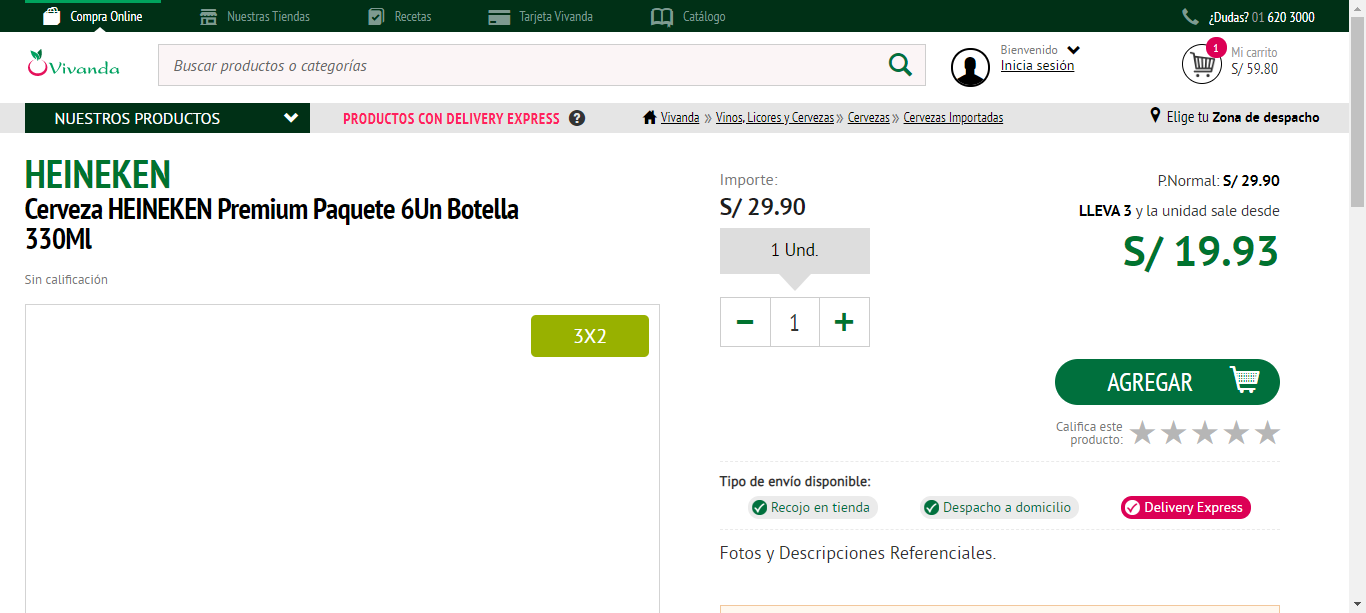 Compra Online
Nuestras Tiendas
Recetas
Tarjeta Vivanda
Catálogo
¿Dudas? 01 620 3000
Vivanda
Buscar productos o categorías
Bienvenido
Inicia sesión
1
Mi carrito
S/ 59.80
NUESTROS PRODUCTOS
PRODUCTOS CON DELIVERY EXPRESS ?
Vivanda » Vinos, Licores y Cervezas » Cervezas » Cervezas Importadas
Elige tu Zona de despacho
HEINEKEN
Cerveza HEINEKEN Premium Paquete 6Un Botella
330Ml
Sin calificación
3X2
Importe:
S/ 29.90
1 Und.
− 1 +
P.Normal: S/ 29.90
LLEVA 3 y la unidad sale desde
S/ 19.93
AGREGAR
Califica este
producto:
Tipo de envío disponible:
Recojo en tienda
Despacho a domicilio
Delivery Express
Fotos y Descripciones Referenciales.